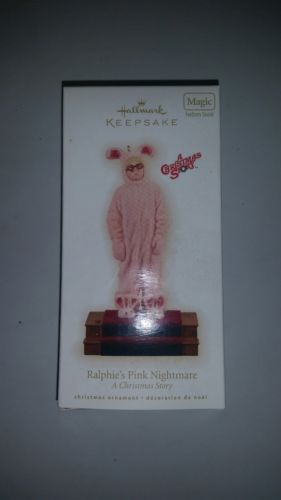 Hallmark
KEEPSAKE
Magic
A
CHRISTMAS
STORY
Ralphie's Pink Nightmare
A Christmas Story
christmas ornament • décoration de noël